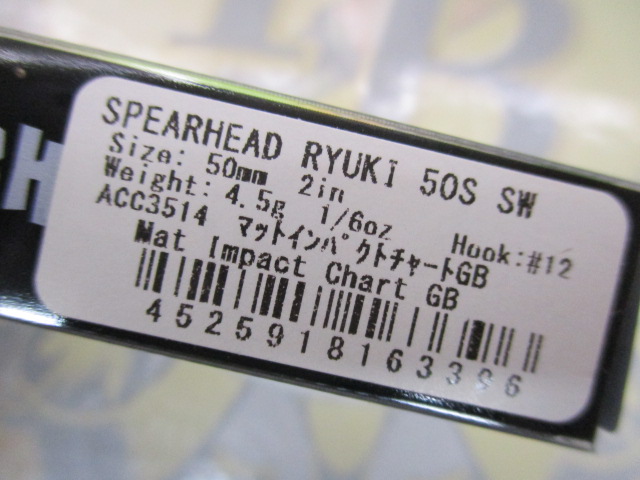 SPEARHEAD RYUKI 50S SW
Size: 50mm 2in
Weight: 4.5g 1/6oz Hook:#12
ACC3514 マットインパクトチャートGB
Mat Impact Chart GB
4525918163396